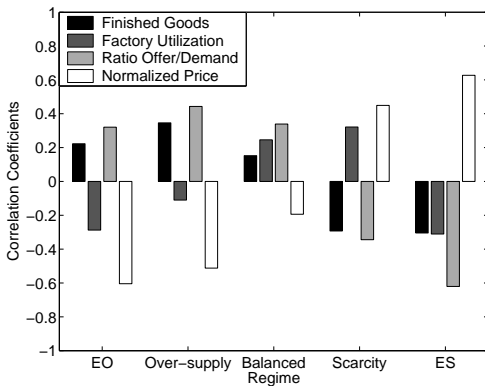 Finished Goods
Factory Utilization
Ratio Offer/Demand
Normalized Price
Correlation Coefficients
1
0.8
0.6
0.4
0.2
0
−0.2
−0.4
−0.6
−0.8
−1
EO
Over−supply
Balanced
Regime
Scarcity
ES